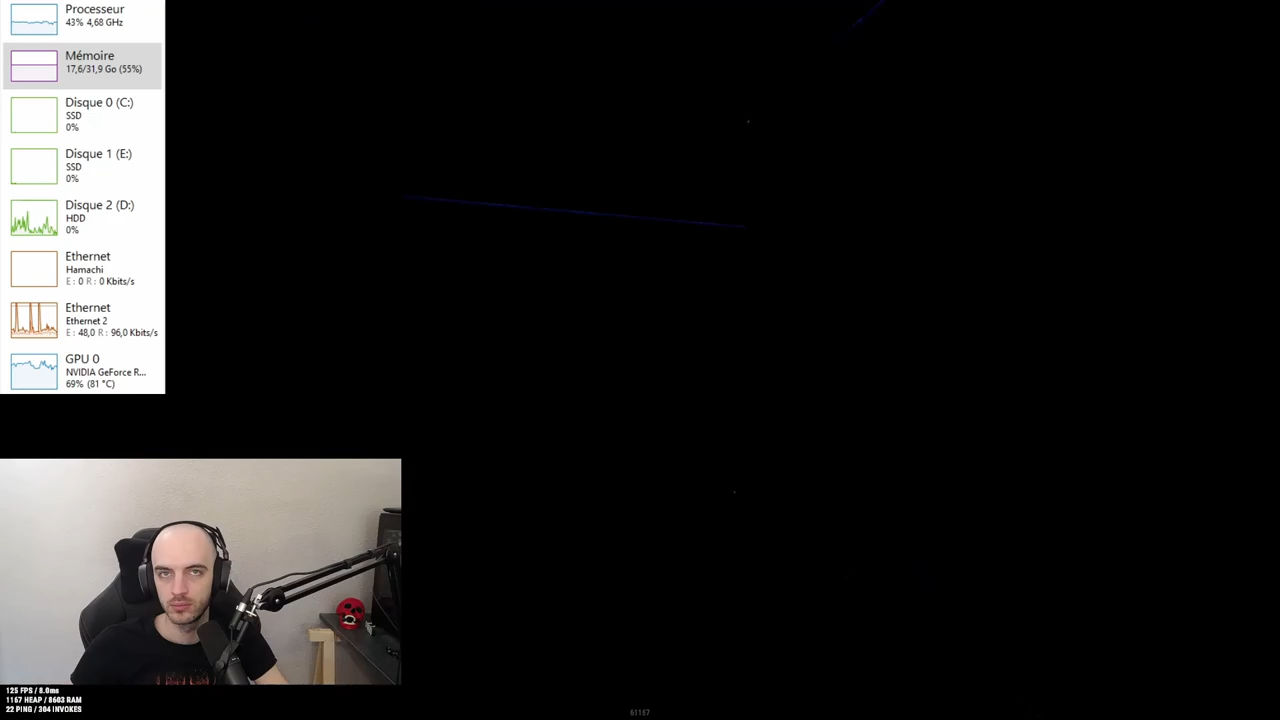 Processeur
43% 4,68 GHz
Mémoire
17,6/31,9 Go (55%)
Disque 0 (C:)
SSD
0%
Disque 1 (E:)
SSD
0%
Disque 2 (D:)
HDD
0%
Ethernet
Hamachi
E : 0 R : 0 Kbits/s
Ethernet
Ethernet 2
E : 48,0 R : 96,0 Kbits/s
GPU 0
NVIDIA GeForce R...
69% (81 °C)
125 FPS / 8.0ms
1167 HEAP / 8603 RAM
22 PING / 304 INVOKES
61157